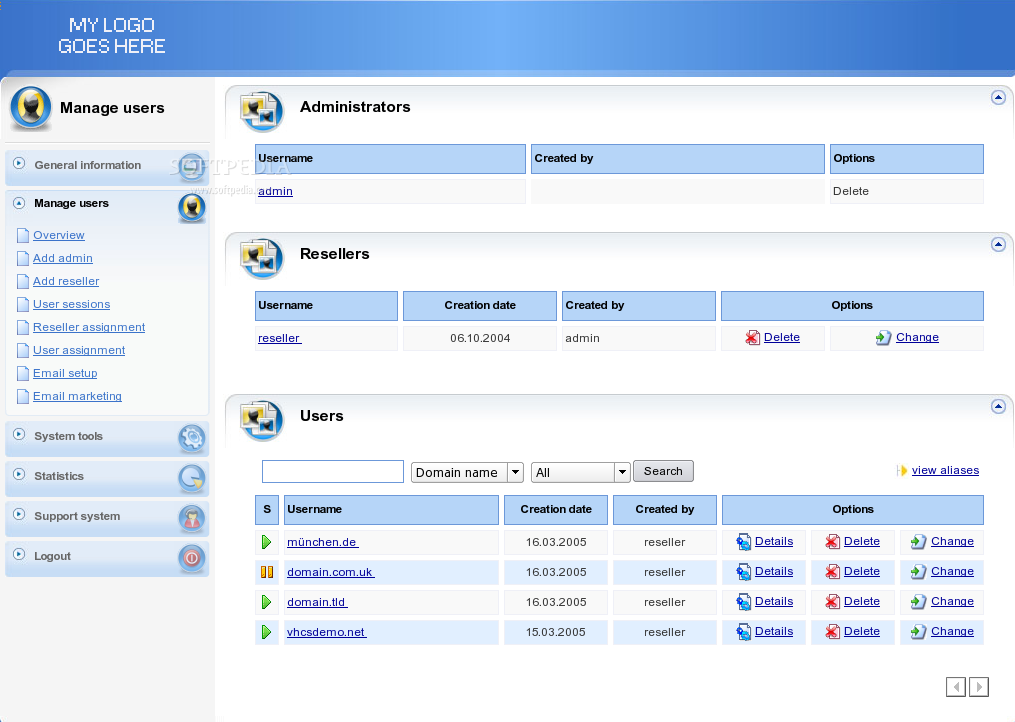 MY LOGO
GOES HERE
Manage users
General information
Manage users
Overview
Add admin
Add reseller
User sessions
Reseller assignment
User assignment
Email setup
Email marketing
System tools
Statistics
Support system
Logout
SOFTPEDIA
www.softpedia.
Administrators
Username Created by Options
admin Delete
Resellers
Username Creation date Created by Options
reseller 06.10.2004 admin Delete Change
Users
Domain name All Search view aliases
S Username Creation date Created by Options
münchen.de 16.03.2005 reseller Details Delete Change
domain.com.uk 16.03.2005 reseller Details Delete Change
domain.tld 16.03.2005 reseller Details Delete Change
vhcsdemo.net 15.03.2005 reseller Details Delete Change